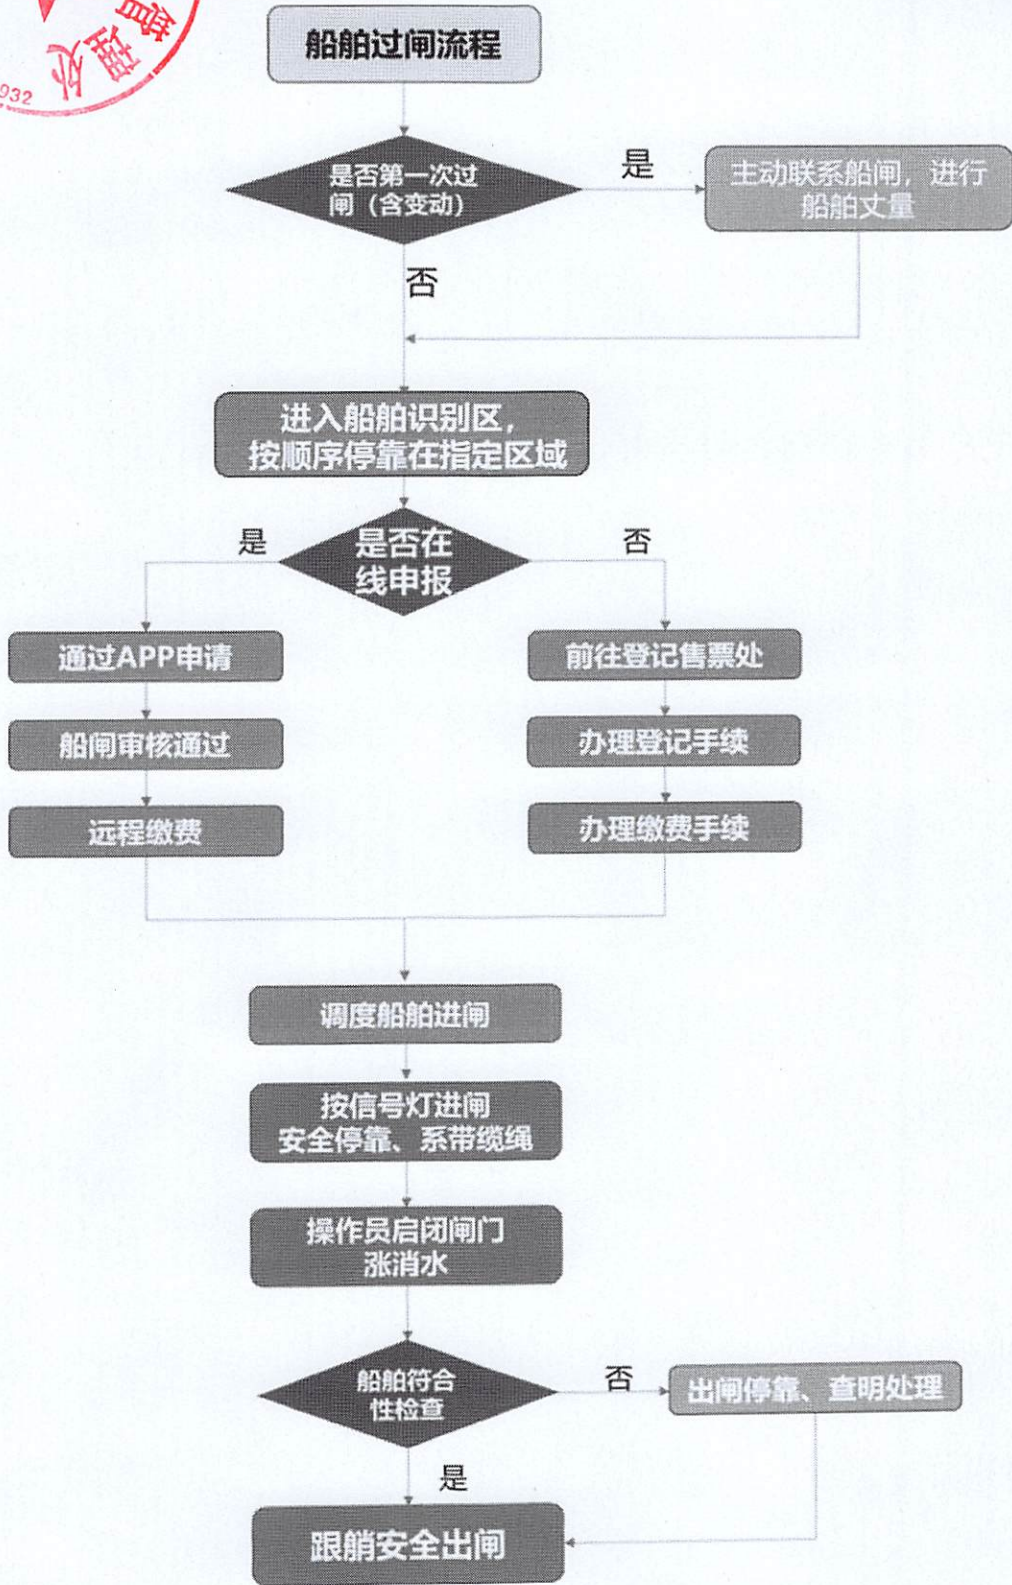 管理处
932
船舶过闸流程
是否第一次过
闸（含变动）
是
主动联系船闸，进行
船舶丈量
否
进入船舶识别区，
按顺序停靠在指定区域
是
是否在
线申报
否
通过APP申请
前往登记售票处
船闸审核通过
办理登记手续
远程缴费
办理缴费手续
调度船舶进闸
按信号灯进闸
安全停靠、系带缆绳
操作员启闭闸门
涨消水
船舶符合
性检查
否
出闸停靠、查明处理
是
跟艄安全出闸